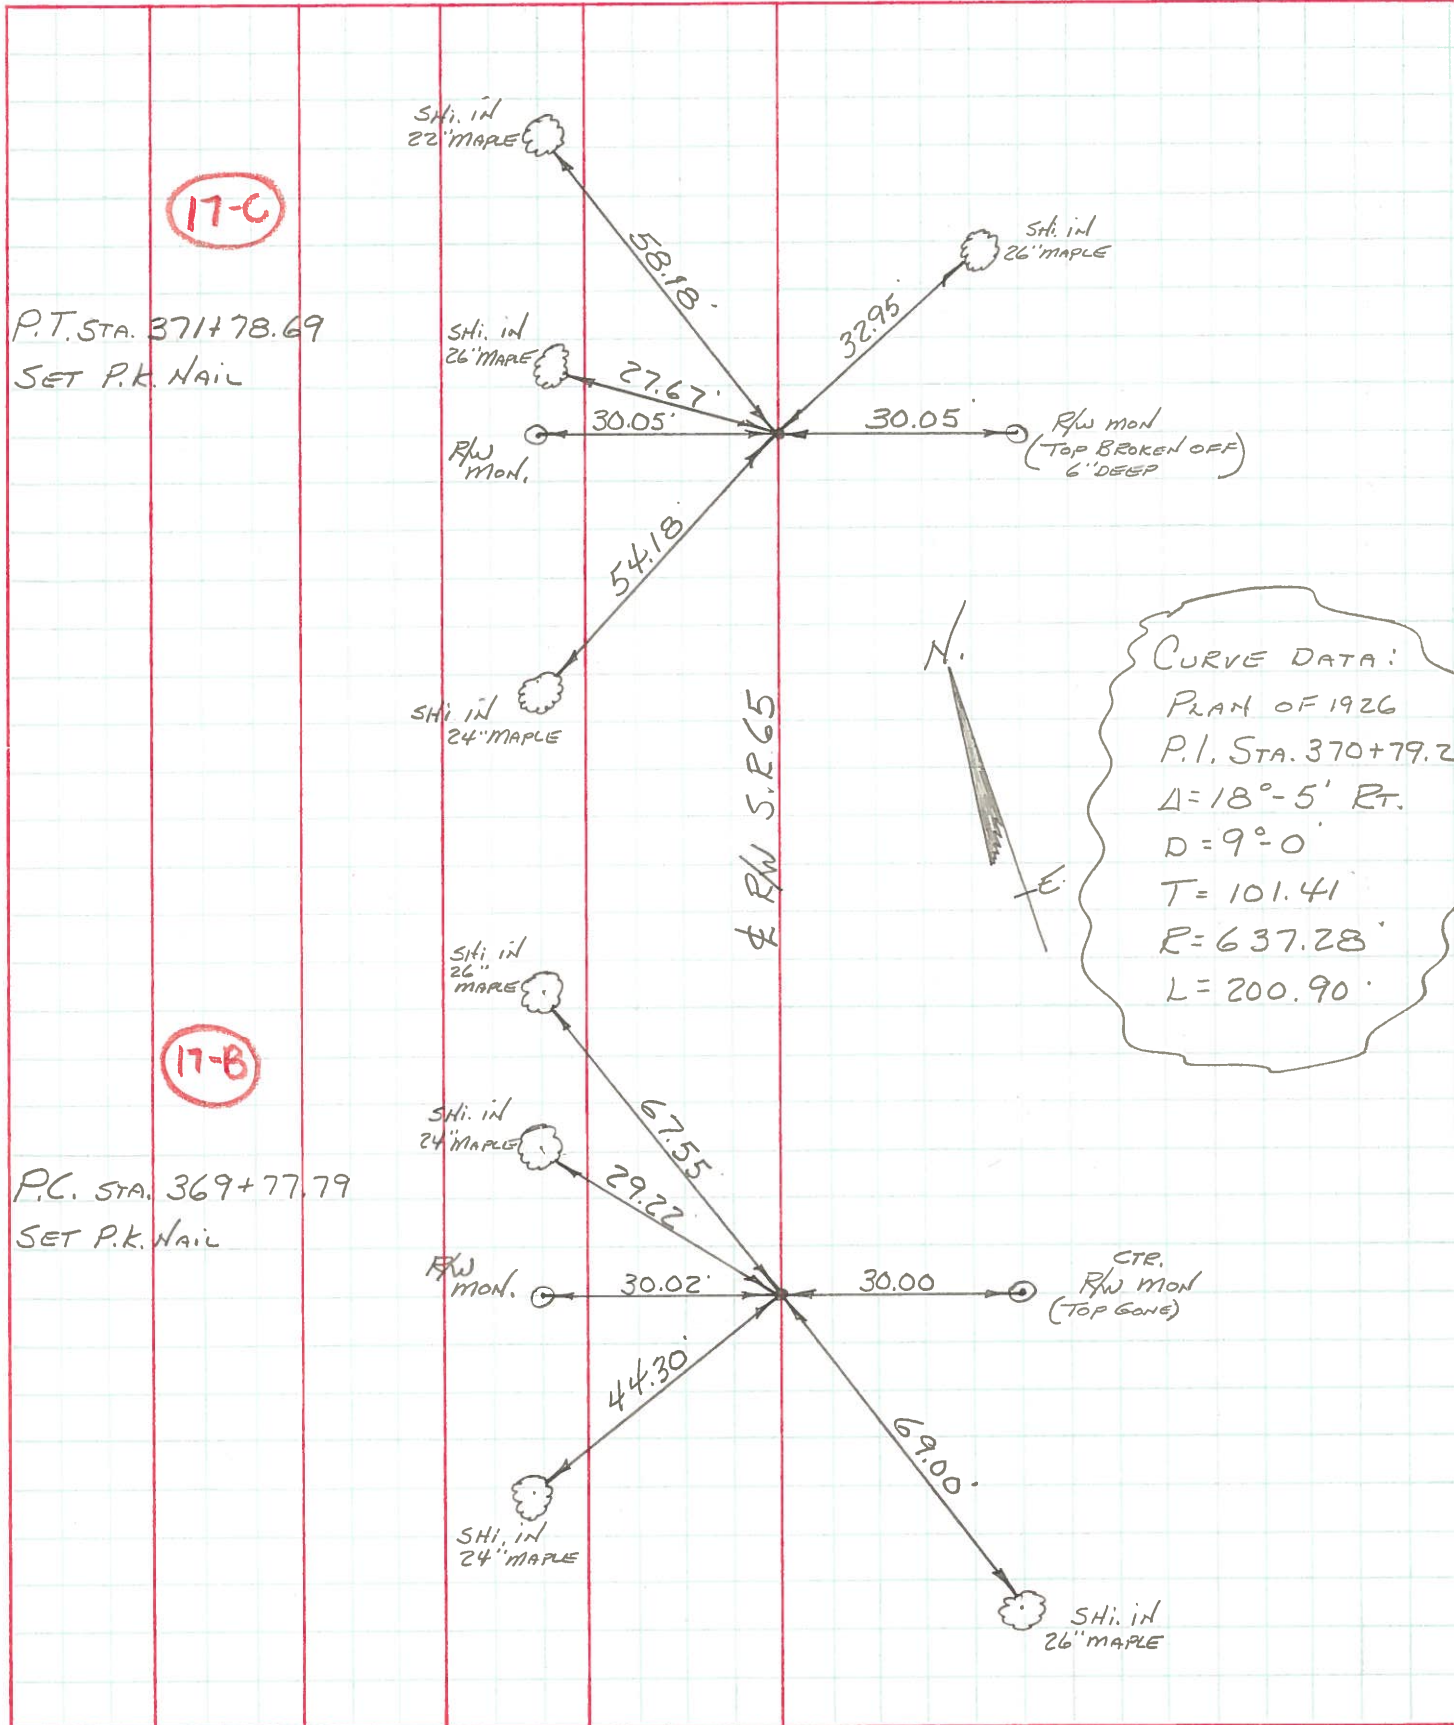 SHi. iN
22" MAPLE
17-C
58.18'
SHi. iN
26" MAPLE
32.95'
P.T. STA. 371+78.69
SET P.K. NAiL
SHi. iN
26" MAPLE
27.67'
30.05'
30.05'
R/W
MON.
R/W MON
(TOP BROKEN OFF)
6" DEEP
54.18'
SHi. iN
24" MAPLE
℄ R/W S.R.65
N.
E.
CURVE DATA:
PLAN OF 1926
P.I. STA. 370+79.2
Δ=18°-5' RT.
D=9°-0'
T=101.41
R=637.28'
L=200.90'
SHi. iN
26"
MAPLE
17-B
67.55'
SHi. iN
24" MAPLE
29.22'
P.C. STA. 369+77.79
SET P.K. NAiL
R/W
MON.
30.02'
30.00
CTR.
R/W MON
(TOP GONE)
44.30'
69.00'
SHi. iN
24" MAPLE
SHi. iN
26" MAPLE